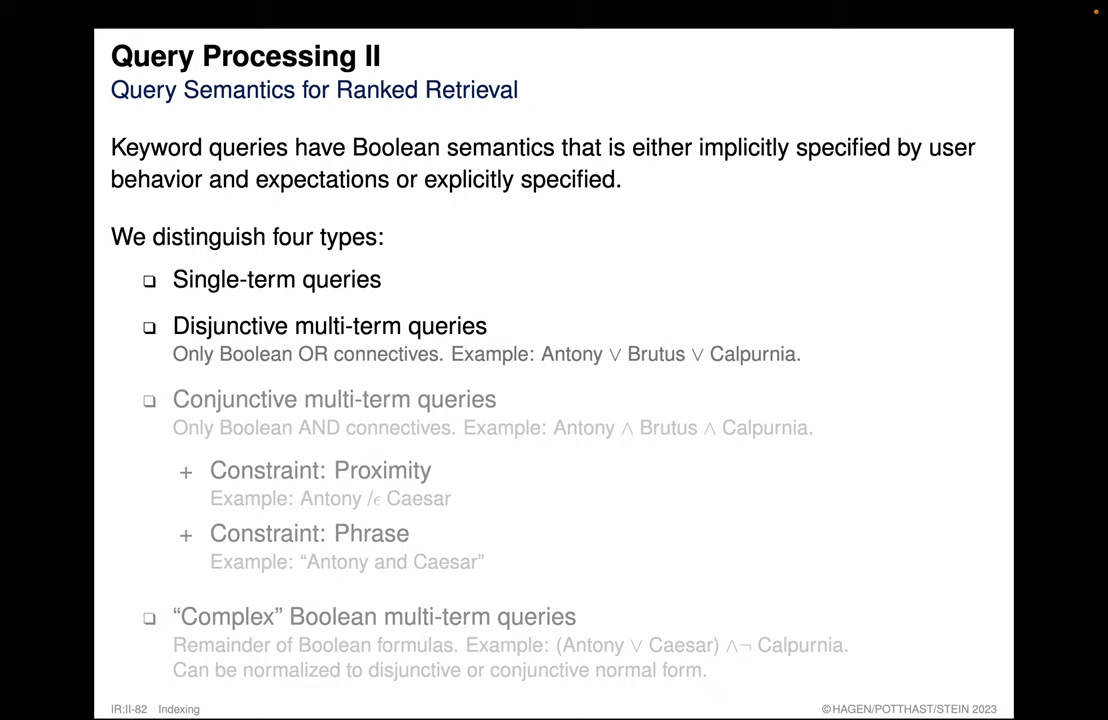 Query Processing II
Query Semantics for Ranked Retrieval
Keyword queries have Boolean semantics that is either implicitly specified by user
behavior and expectations or explicitly specified.
We distinguish four types:
❑ Single-term queries
❑ Disjunctive multi-term queries
Only Boolean OR connectives. Example: Antony ∨ Brutus ∨ Calpurnia.
❑ Conjunctive multi-term queries
Only Boolean AND connectives. Example: Antony ∧ Brutus ∧ Calpurnia.
+ Constraint: Proximity
Example: Antony /ϵ Caesar
+ Constraint: Phrase
Example: “Antony and Caesar”
❑ “Complex” Boolean multi-term queries
Remainder of Boolean formulas. Example: (Antony ∨ Caesar) ∧¬ Calpurnia.
Can be normalized to disjunctive or conjunctive normal form.
IR:II-82 Indexing ©HAGEN/POTTHAST/STEIN 2023